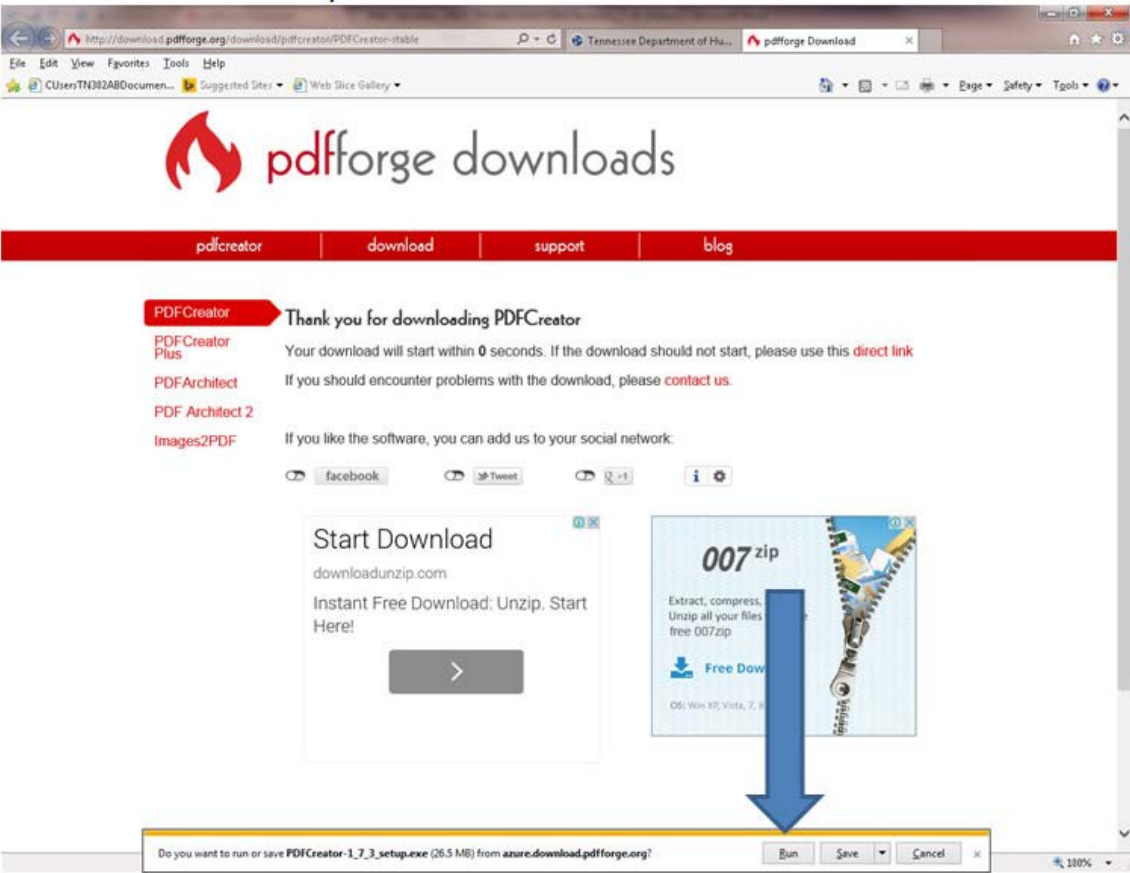 http://download.pdfforge.org/download/pdfcreator/PDFCreator-stable
Tennessee Department of Hu...
pdfforge Download
File Edit View Favorites Tools Help
CUsersTN302ABDocumen... Suggested Sites Web Slice Gallery
Page Safety Tools
pdfforge downloads
pdfcreator download support blog
PDFCreator
PDFCreator
Plus
PDFArchitect
PDF Architect 2
Images2PDF
Thank you for downloading PDFCreator
Your download will start within 0 seconds. If the download should not start, please use this direct link
If you should encounter problems with the download, please contact us.
If you like the software, you can add us to your social network:
facebook Tweet +1 i
Start Download
downloadunzip.com
Instant Free Download: Unzip. Start
Here!
007 zip
Extract, compress,
Unzip all your files
free 007zip
Free Dow
OS: Win XP, Vista, 7,
Do you want to run or save PDFCreator-1_7_3_setup.exe (26.5 MB) from azure.download.pdfforge.org?
Run Save Cancel
100%